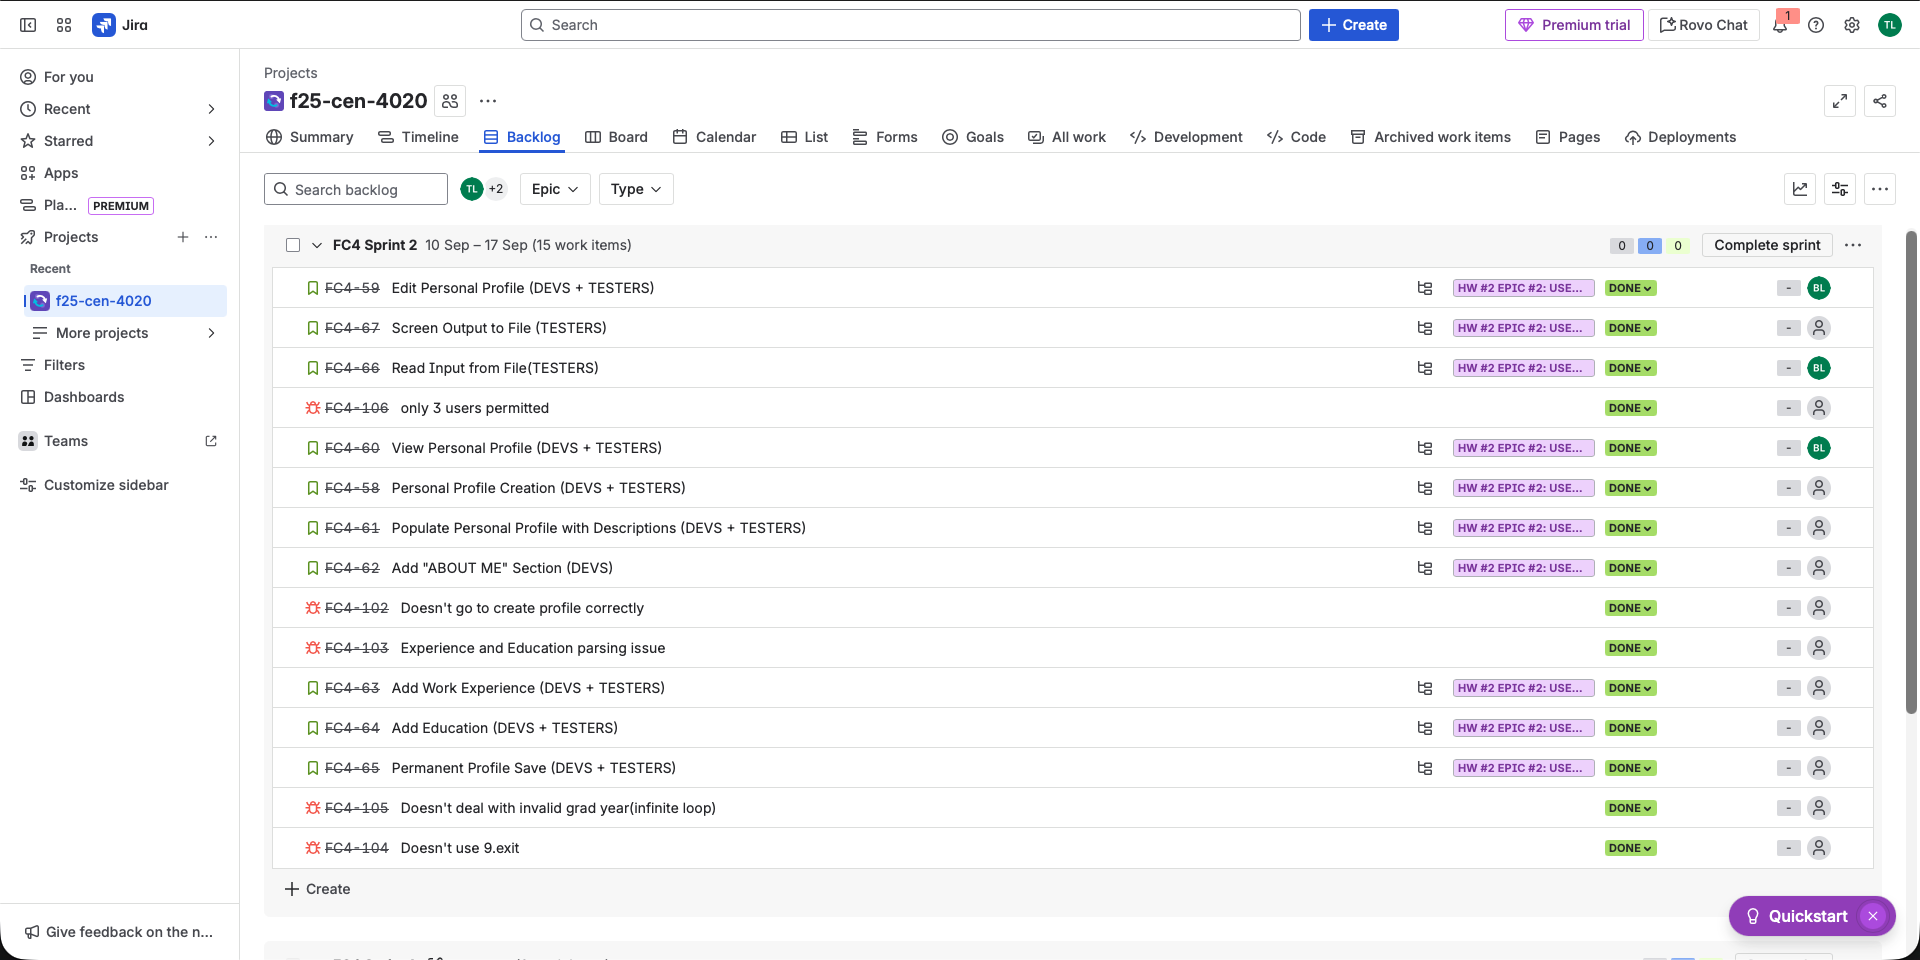 Jira
Search
Create
Premium trial
Rovo Chat
1
TL
For you
Recent
Starred
Apps
Pla... PREMIUM
Projects
Recent
f25-cen-4020
More projects
Filters
Dashboards
Teams
Customize sidebar
Give feedback on the n...
Projects
f25-cen-4020
Summary Timeline Backlog Board Calendar List Forms Goals All work Development Code Archived work items Pages Deployments
Search backlog TL +2 Epic Type
FC4 Sprint 2 10 Sep – 17 Sep (15 work items) 0 0 0 Complete sprint
FC4-59 Edit Personal Profile (DEVS + TESTERS) HW #2 EPIC #2: USE... DONE - BL
FC4-67 Screen Output to File (TESTERS) HW #2 EPIC #2: USE... DONE -
FC4-66 Read Input from File(TESTERS) HW #2 EPIC #2: USE... DONE - BL
FC4-106 only 3 users permitted DONE -
FC4-60 View Personal Profile (DEVS + TESTERS) HW #2 EPIC #2: USE... DONE - BL
FC4-58 Personal Profile Creation (DEVS + TESTERS) HW #2 EPIC #2: USE... DONE -
FC4-61 Populate Personal Profile with Descriptions (DEVS + TESTERS) HW #2 EPIC #2: USE... DONE -
FC4-62 Add "ABOUT ME" Section (DEVS) HW #2 EPIC #2: USE... DONE -
FC4-102 Doesn't go to create profile correctly DONE -
FC4-103 Experience and Education parsing issue DONE -
FC4-63 Add Work Experience (DEVS + TESTERS) HW #2 EPIC #2: USE... DONE -
FC4-64 Add Education (DEVS + TESTERS) HW #2 EPIC #2: USE... DONE -
FC4-65 Permanent Profile Save (DEVS + TESTERS) HW #2 EPIC #2: USE... DONE -
FC4-105 Doesn't deal with invalid grad year(infinite loop) DONE -
FC4-104 Doesn't use 9.exit DONE -
Create
Quickstart